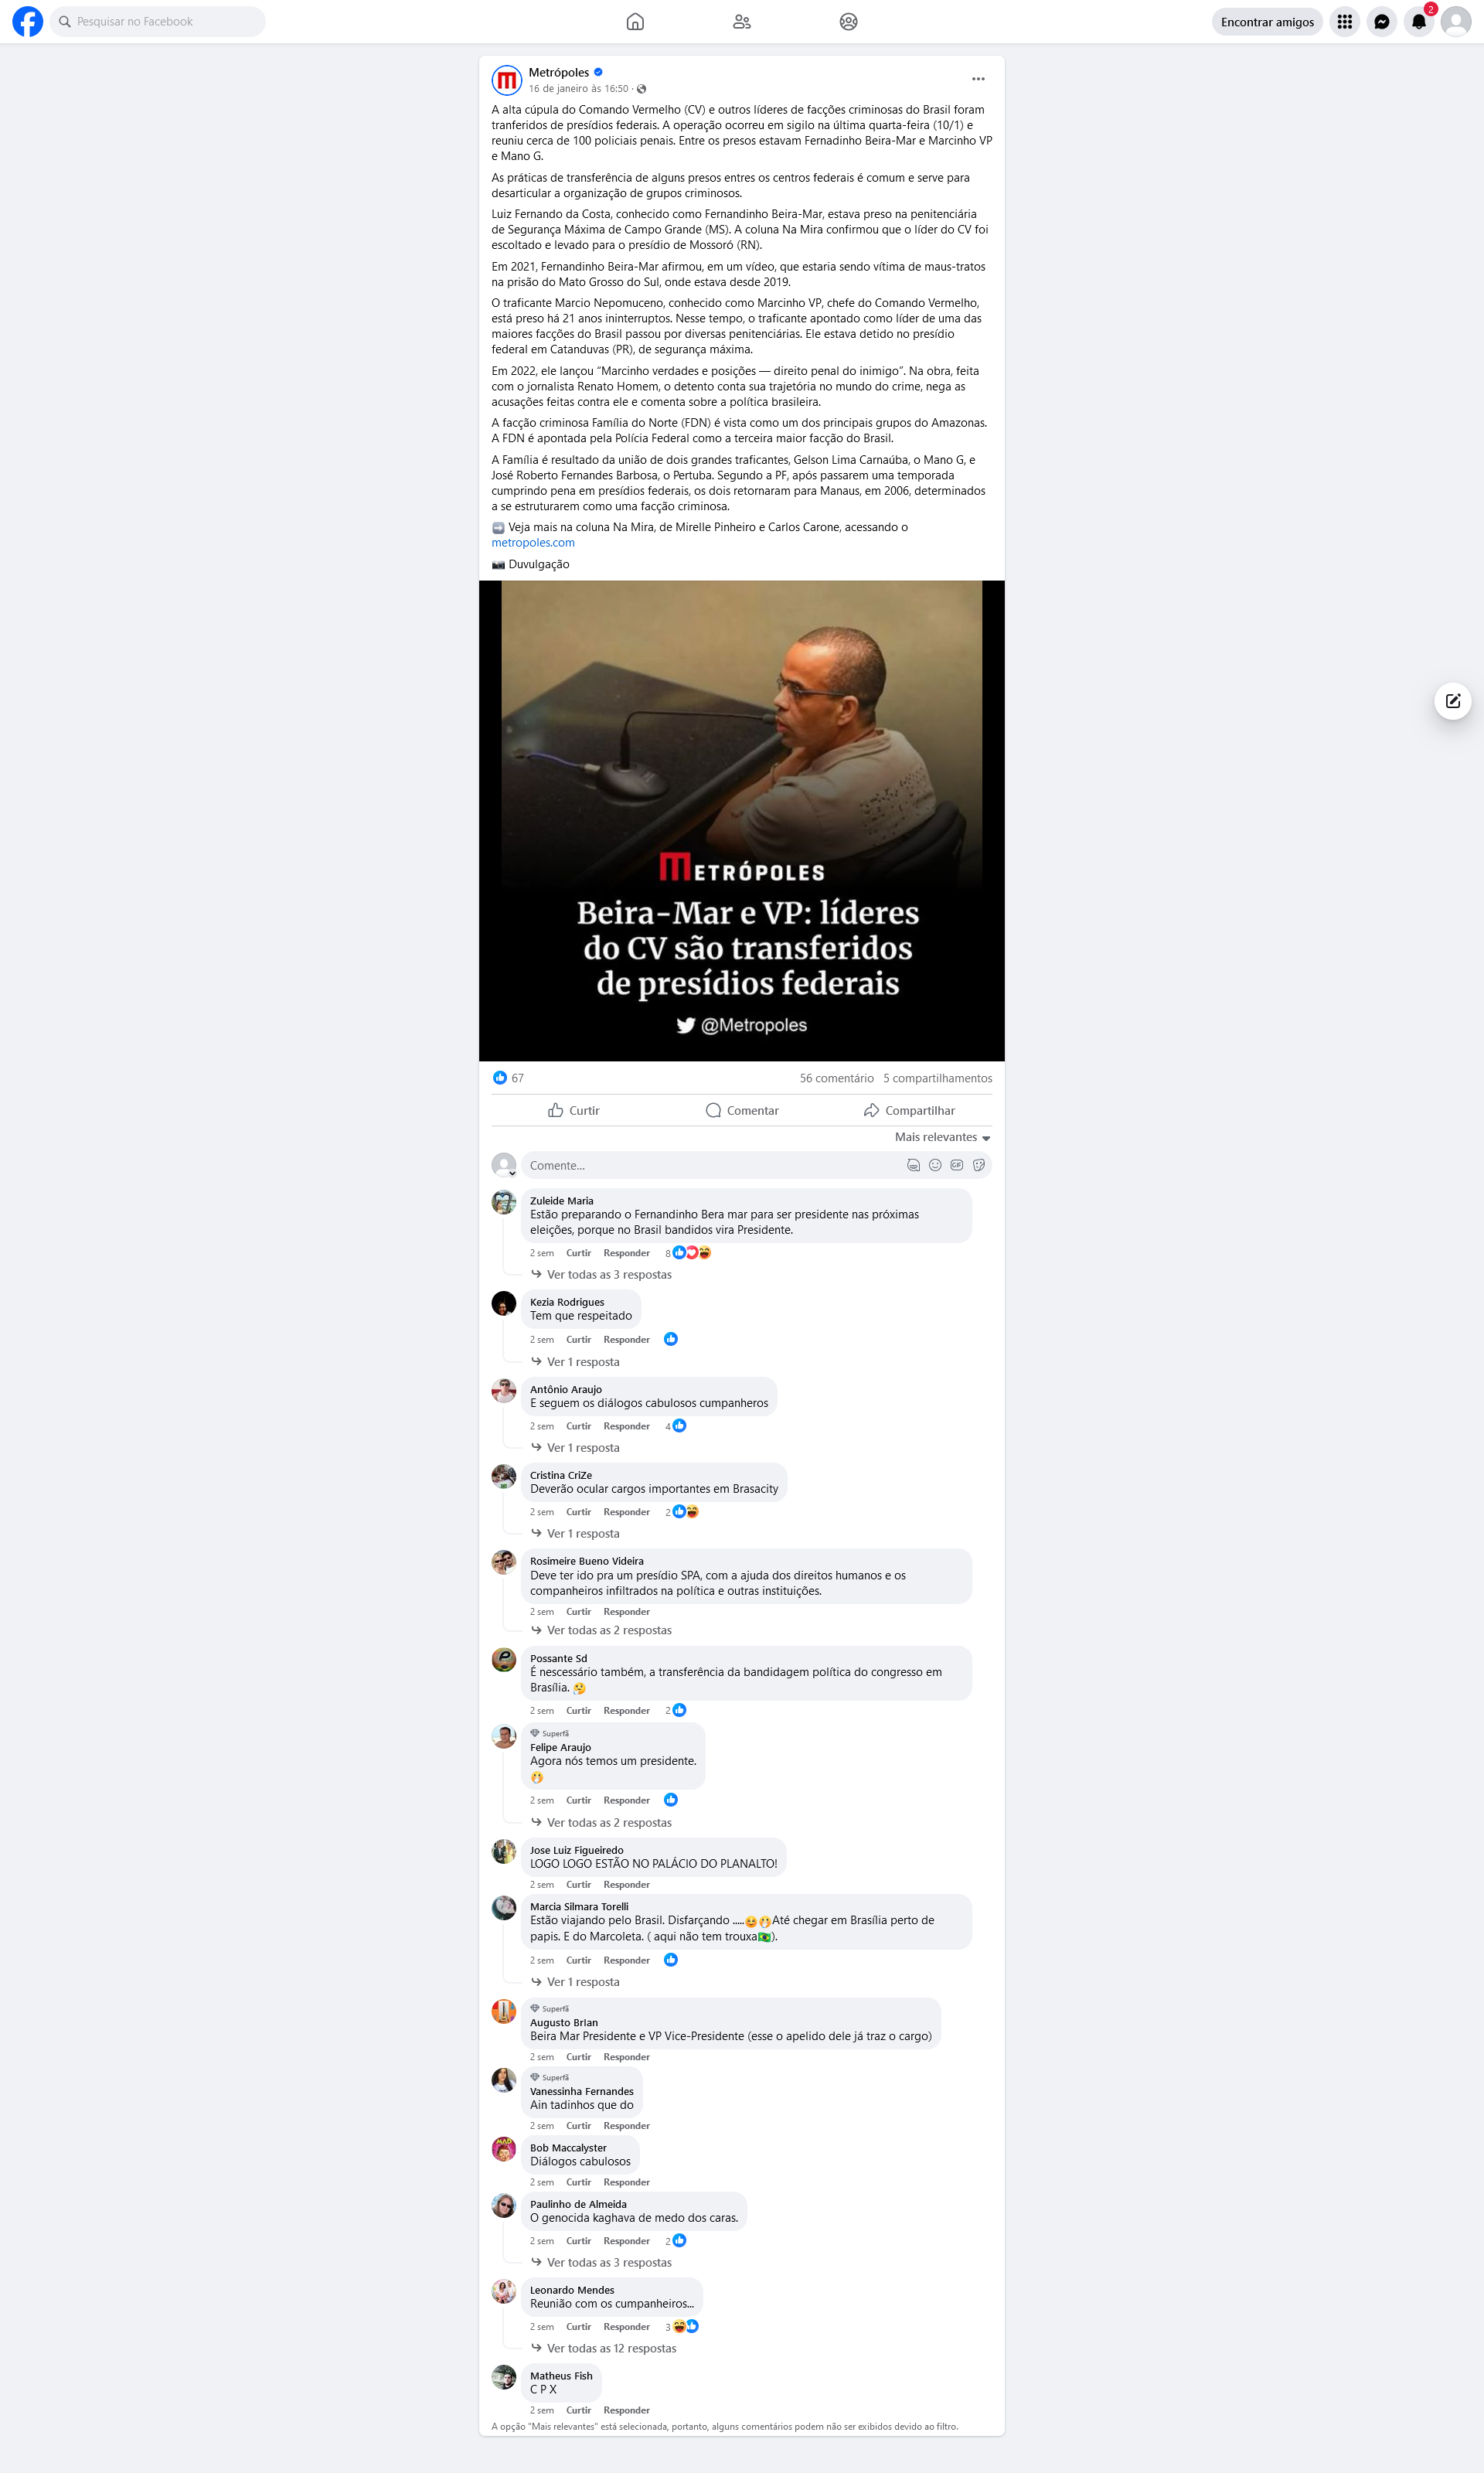 Pesquisar no Facebook
Encontrar amigos
2
Metrópoles
16 de janeiro às 16:50 ·
A alta cúpula do Comando Vermelho (CV) e outros líderes de facções criminosas do Brasil foram
tranferidos de presídios federais. A operação ocorreu em sigilo na última quarta-feira (10/1) e
reuniu cerca de 100 policiais penais. Entre os presos estavam Fernadinho Beira-Mar e Marcinho VP
e Mano G.
As práticas de transferência de alguns presos entres os centros federais é comum e serve para
desarticular a organização de grupos criminosos.
Luiz Fernando da Costa, conhecido como Fernandinho Beira-Mar, estava preso na penitenciária
de Segurança Máxima de Campo Grande (MS). A coluna Na Mira confirmou que o líder do CV foi
escoltado e levado para o presídio de Mossoró (RN).
Em 2021, Fernandinho Beira-Mar afirmou, em um vídeo, que estaria sendo vítima de maus-tratos
na prisão do Mato Grosso do Sul, onde estava desde 2019.
O traficante Marcio Nepomuceno, conhecido como Marcinho VP, chefe do Comando Vermelho,
está preso há 21 anos ininterruptos. Nesse tempo, o traficante apontado como líder de uma das
maiores facções do Brasil passou por diversas penitenciárias. Ele estava detido no presídio
federal em Catanduvas (PR), de segurança máxima.
Em 2022, ele lançou “Marcinho verdades e posições — direito penal do inimigo”. Na obra, feita
com o jornalista Renato Homem, o detento conta sua trajetória no mundo do crime, nega as
acusações feitas contra ele e comenta sobre a política brasileira.
A facção criminosa Família do Norte (FDN) é vista como um dos principais grupos do Amazonas.
A FDN é apontada pela Polícia Federal como a terceira maior facção do Brasil.
A Família é resultado da união de dois grandes traficantes, Gelson Lima Carnaúba, o Mano G, e
José Roberto Fernandes Barbosa, o Pertuba. Segundo a PF, após passarem uma temporada
cumprindo pena em presídios federais, os dois retornaram para Manaus, em 2006, determinados
a se estruturarem como uma facção criminosa.
➡️ Veja mais na coluna Na Mira, de Mirelle Pinheiro e Carlos Carone, acessando o
metropoles.com
📷 Duvulgação
METRÓPOLES
Beira-Mar e VP: líderes
do CV são transferidos
de presídios federais
@Metropoles
67
56 comentário 5 compartilhamentos
Curtir Comentar Compartilhar
Mais relevantes
Comente...
Zuleide Maria
Estão preparando o Fernandinho Bera mar para ser presidente nas próximas
eleições, porque no Brasil bandidos vira Presidente.
2 sem Curtir Responder 8
Ver todas as 3 respostas
Kezia Rodrigues
Tem que respeitado
2 sem Curtir Responder
Ver 1 resposta
Antônio Araujo
E seguem os diálogos cabulosos cumpanheros
2 sem Curtir Responder 4
Ver 1 resposta
Cristina CriZe
Deverão ocular cargos importantes em Brasacity
2 sem Curtir Responder 2
Ver 1 resposta
Rosimeire Bueno Videira
Deve ter ido pra um presídio SPA, com a ajuda dos direitos humanos e os
companheiros infiltrados na política e outras instituições.
2 sem Curtir Responder
Ver todas as 2 respostas
Possante Sd
É nescessário também, a transferência da bandidagem política do congresso em
Brasília. 🤔
2 sem Curtir Responder 2
Superfã
Felipe Araujo
Agora nós temos um presidente.
🤭
2 sem Curtir Responder
Ver todas as 2 respostas
Jose Luiz Figueiredo
LOGO LOGO ESTÃO NO PALÁCIO DO PLANALTO!
2 sem Curtir Responder
Marcia Silmara Torelli
Estão viajando pelo Brasil. Disfarçando .....😆🤭Até chegar em Brasília perto de
papis. E do Marcoleta. ( aqui não tem trouxa🇧🇷).
2 sem Curtir Responder
Ver 1 resposta
Superfã
Augusto BrIan
Beira Mar Presidente e VP Vice-Presidente (esse o apelido dele já traz o cargo)
2 sem Curtir Responder
Superfã
Vanessinha Fernandes
Ain tadinhos que do
2 sem Curtir Responder
Bob Maccalyster
Diálogos cabulosos
2 sem Curtir Responder
Paulinho de Almeida
O genocida kaghava de medo dos caras.
2 sem Curtir Responder 2
Ver todas as 3 respostas
Leonardo Mendes
Reunião com os cumpanheiros...
2 sem Curtir Responder 3
Ver todas as 12 respostas
Matheus Fish
C P X
2 sem Curtir Responder
A opção "Mais relevantes" está selecionada, portanto, alguns comentários podem não ser exibidos devido ao filtro.